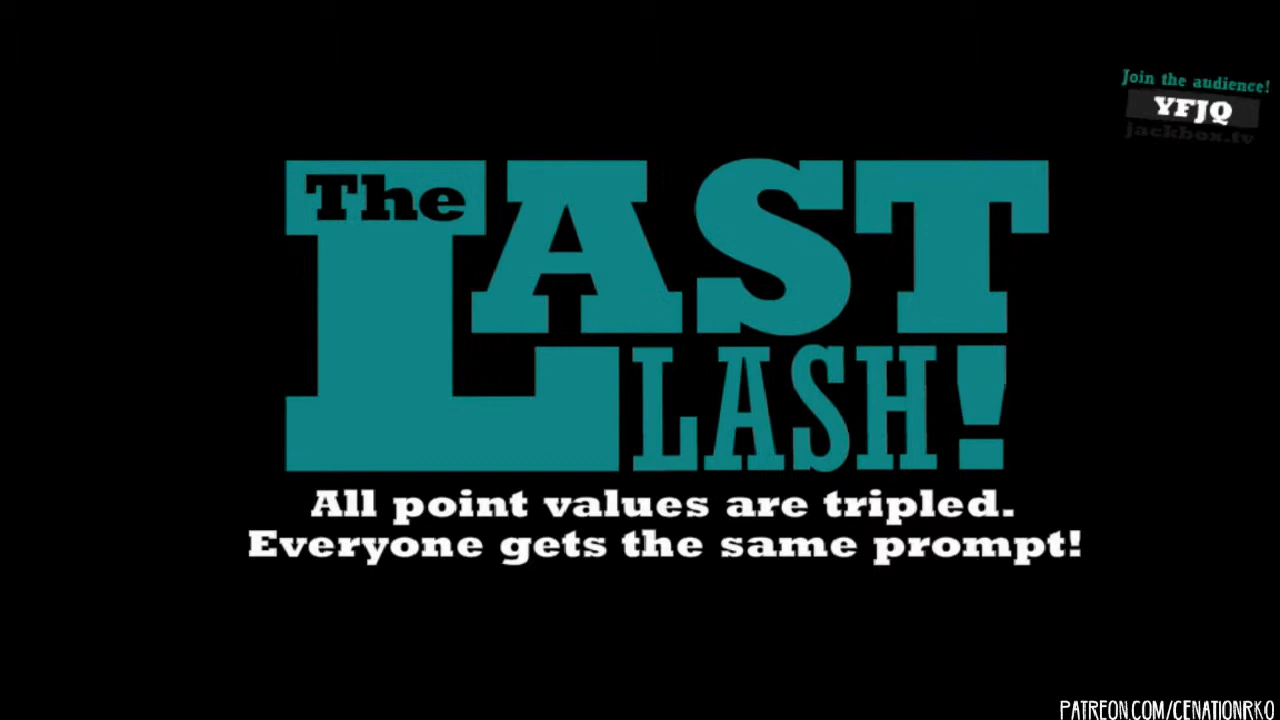 Join the audience!
YFJQ
jackbox.tv
The LAST
LASH!
All point values are tripled.
Everyone gets the same prompt!
PATREON.COM/CENATIONRKO